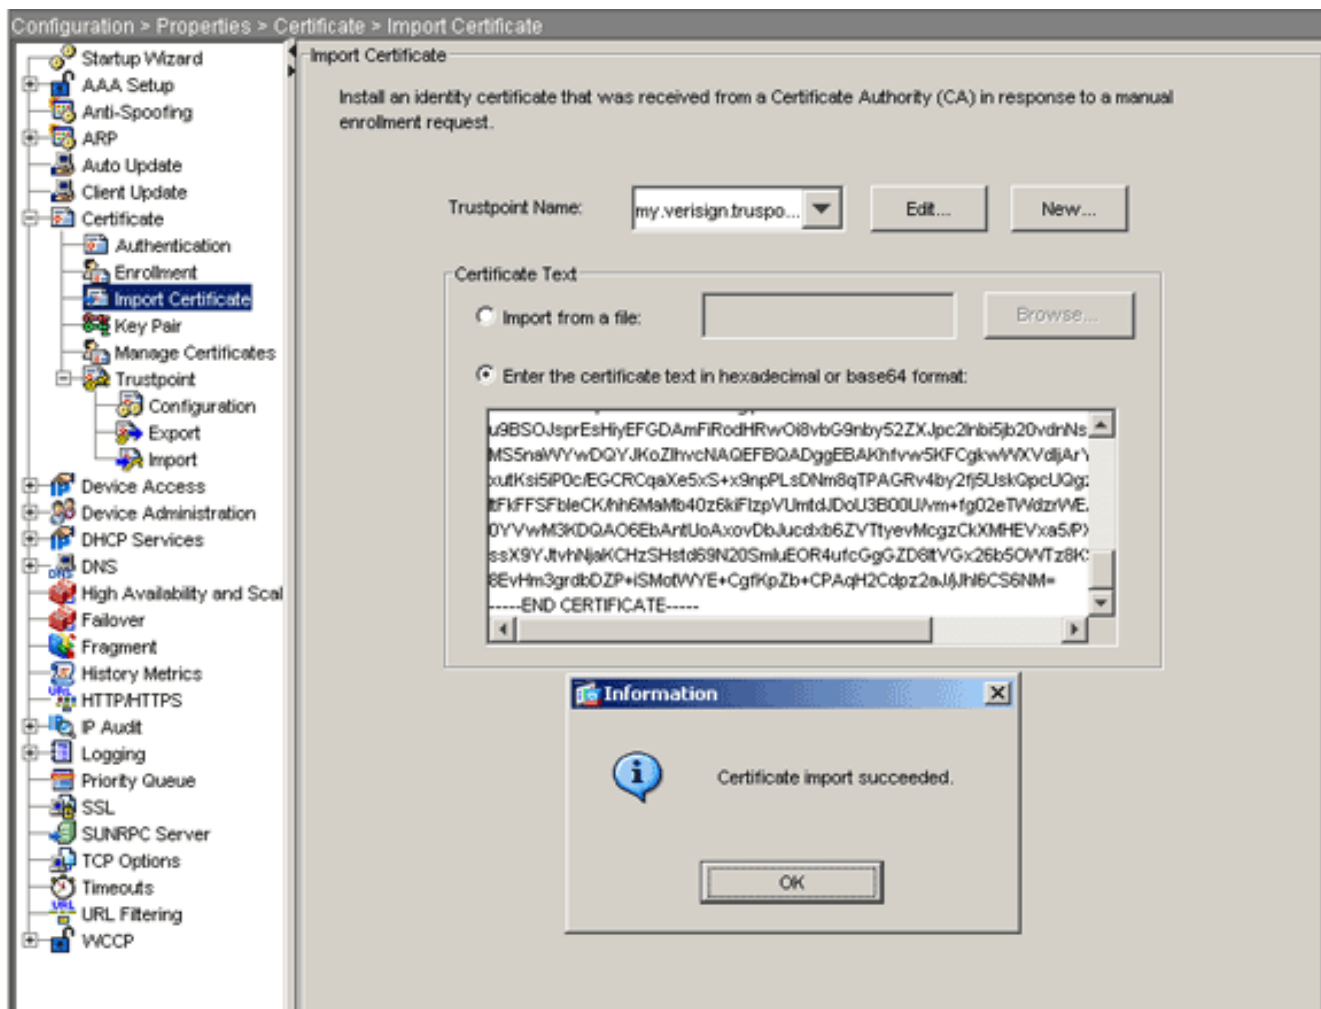 Configuration > Properties > Certificate > Import Certificate
Startup Wizard
AAA Setup
Anti-Spoofing
ARP
Auto Update
Client Update
Certificate
Authentication
Enrollment
Import Certificate
Key Pair
Manage Certificates
Trustpoint
Configuration
Export
Import
Device Access
Device Administration
DHCP Services
DNS
High Availability and Scal
Failover
Fragment
History Metrics
HTTP/HTTPS
IP Audit
Logging
Priority Queue
SSL
SUNRPC Server
TCP Options
Timeouts
URL Filtering
WCCP
Import Certificate
Install an identity certificate that was received from a Certificate Authority (CA) in response to a manual
enrollment request.
Trustpoint Name: my.verisign.truspo... Edit... New...
Certificate Text
Import from a file: Browse...
Enter the certificate text in hexadecimal or base64 format:
-----END CERTIFICATE-----
Information
Certificate import succeeded.
OK